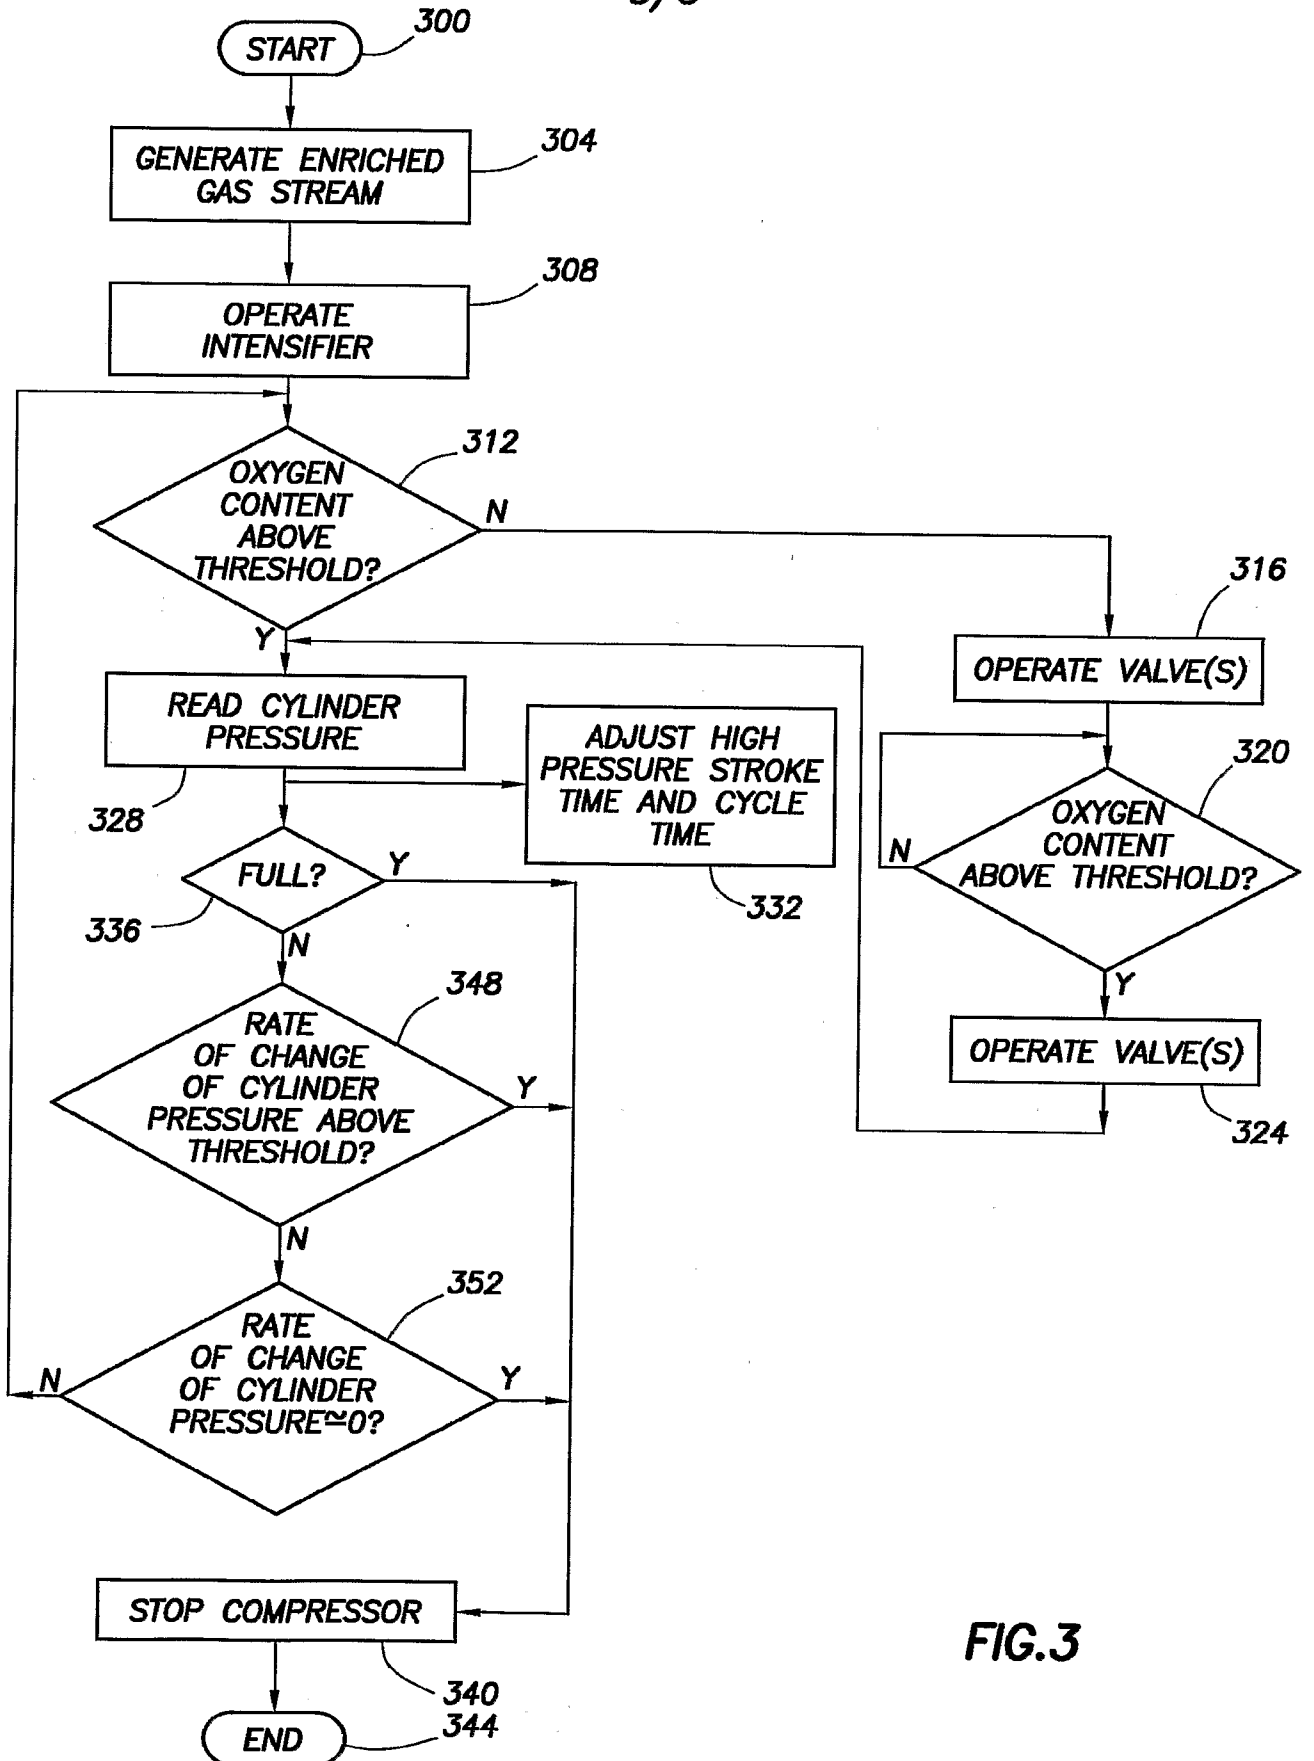 START
300
GENERATE ENRICHED
GAS STREAM
304
OPERATE
INTENSIFIER
308
OXYGEN
CONTENT
ABOVE
THRESHOLD?
312
N
Y
OPERATE VALVE(S)
316
OXYGEN
CONTENT
ABOVE THRESHOLD?
320
N
Y
OPERATE VALVE(S)
324
READ CYLINDER
PRESSURE
328
ADJUST HIGH
PRESSURE STROKE
TIME AND CYCLE
TIME
332
FULL?
336
Y
N
RATE
OF CHANGE
OF CYLINDER
PRESSURE ABOVE
THRESHOLD?
348
Y
N
RATE
OF CHANGE
OF CYLINDER
PRESSURE≃0?
352
Y
N
STOP COMPRESSOR
340
END
344
FIG.3